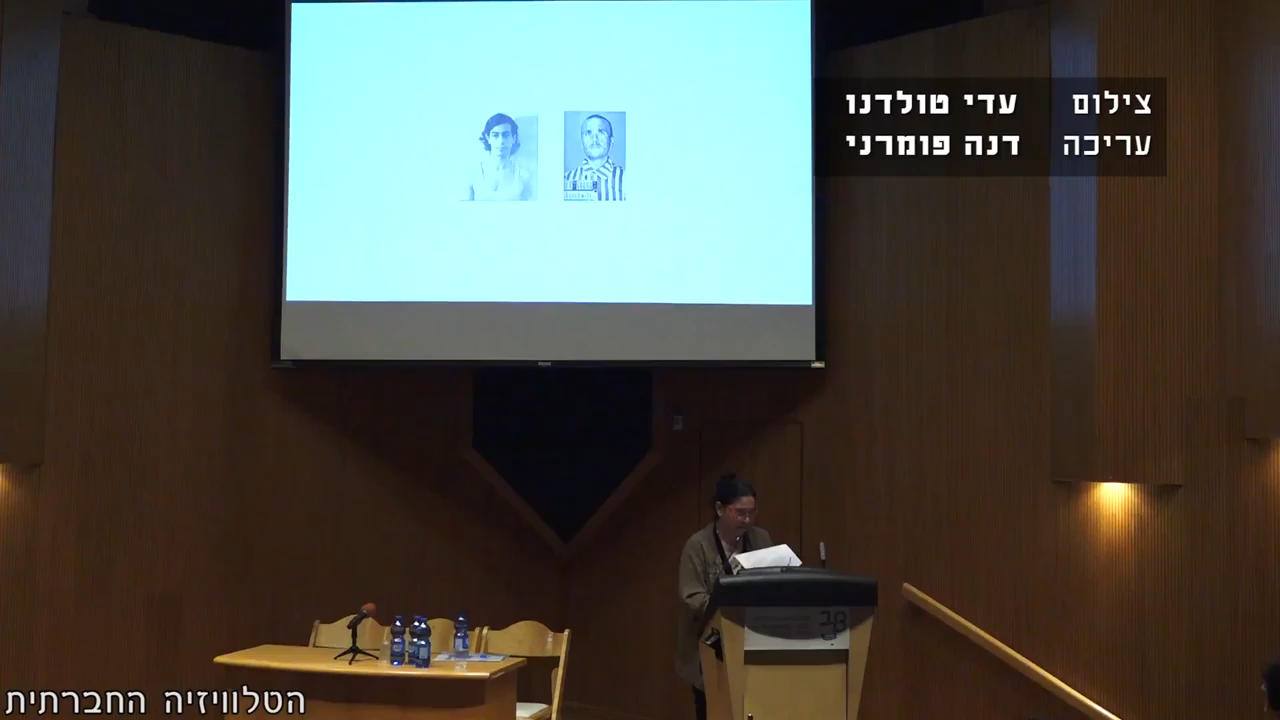 צילום עדי טולדנו
עריכה דנה פומרני
הטלוויזיה החברתית